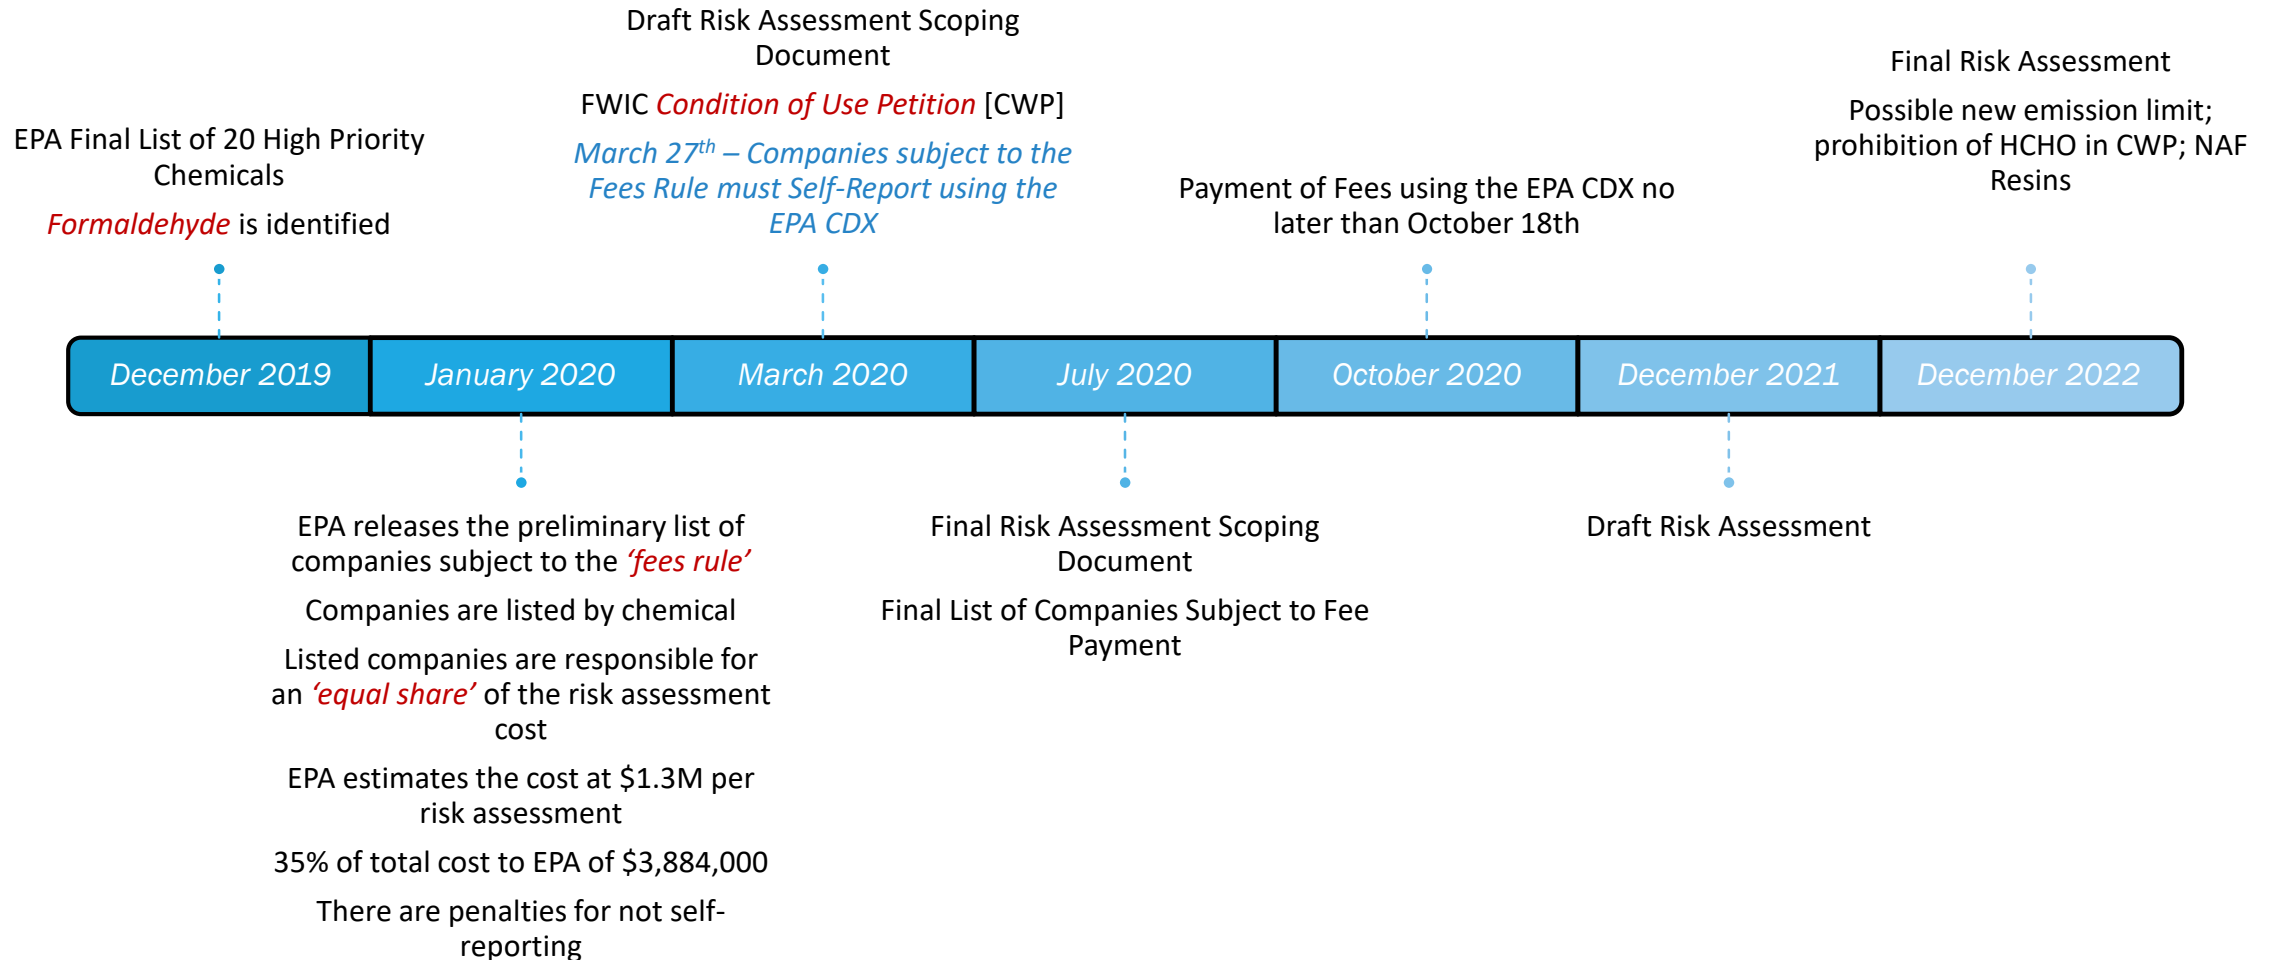 EPA Final List of 20 High Priority
Chemicals
Formaldehyde is identified
Draft Risk Assessment Scoping
Document
FWIC Condition of Use Petition [CWP]
March 27th – Companies subject to the
Fees Rule must Self-Report using the
EPA CDX
Payment of Fees using the EPA CDX no
later than October 18th
Final Risk Assessment
Possible new emission limit;
prohibition of HCHO in CWP; NAF
Resins
December 2019
January 2020
March 2020
July 2020
October 2020
December 2021
December 2022
EPA releases the preliminary list of
companies subject to the ‘fees rule’
Companies are listed by chemical
Listed companies are responsible for
an ‘equal share’ of the risk assessment
cost
EPA estimates the cost at $1.3M per
risk assessment
35% of total cost to EPA of $3,884,000
There are penalties for not self-
reporting
Final Risk Assessment Scoping
Document
Final List of Companies Subject to Fee
Payment
Draft Risk Assessment